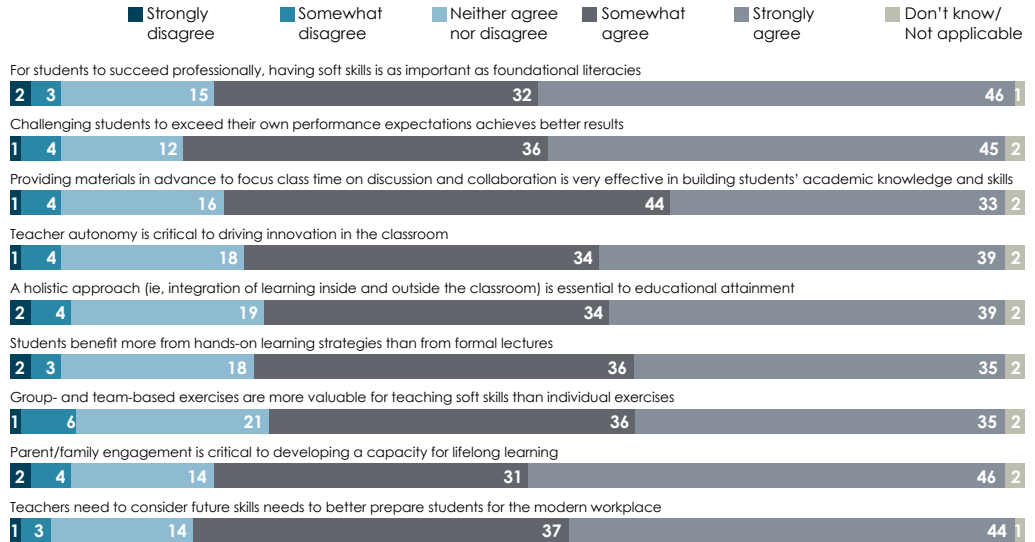 Strongly disagree
Somewhat disagree
Neither agree nor disagree
Somewhat agree
Strongly agree
Don't know/ Not applicable
For students to succeed professionally, having soft skills is as important as foundational literacies
2 3 15 32 46 1
Challenging students to exceed their own performance expectations achieves better results
1 4 12 36 45 2
Providing materials in advance to focus class time on discussion and collaboration is very effective in building students' academic knowledge and skills
1 4 16 44 33 2
Teacher autonomy is critical to driving innovation in the classroom
1 4 18 34 39 2
A holistic approach (ie, integration of learning inside and outside the classroom) is essential to educational attainment
2 4 19 34 39 2
Students benefit more from hands-on learning strategies than from formal lectures
2 3 18 36 35 2
Group- and team-based exercises are more valuable for teaching soft skills than individual exercises
1 6 21 36 35 2
Parent/family engagement is critical to developing a capacity for lifelong learning
2 4 14 31 46 2
Teachers need to consider future skills needs to better prepare students for the modern workplace
1 3 14 37 44 1